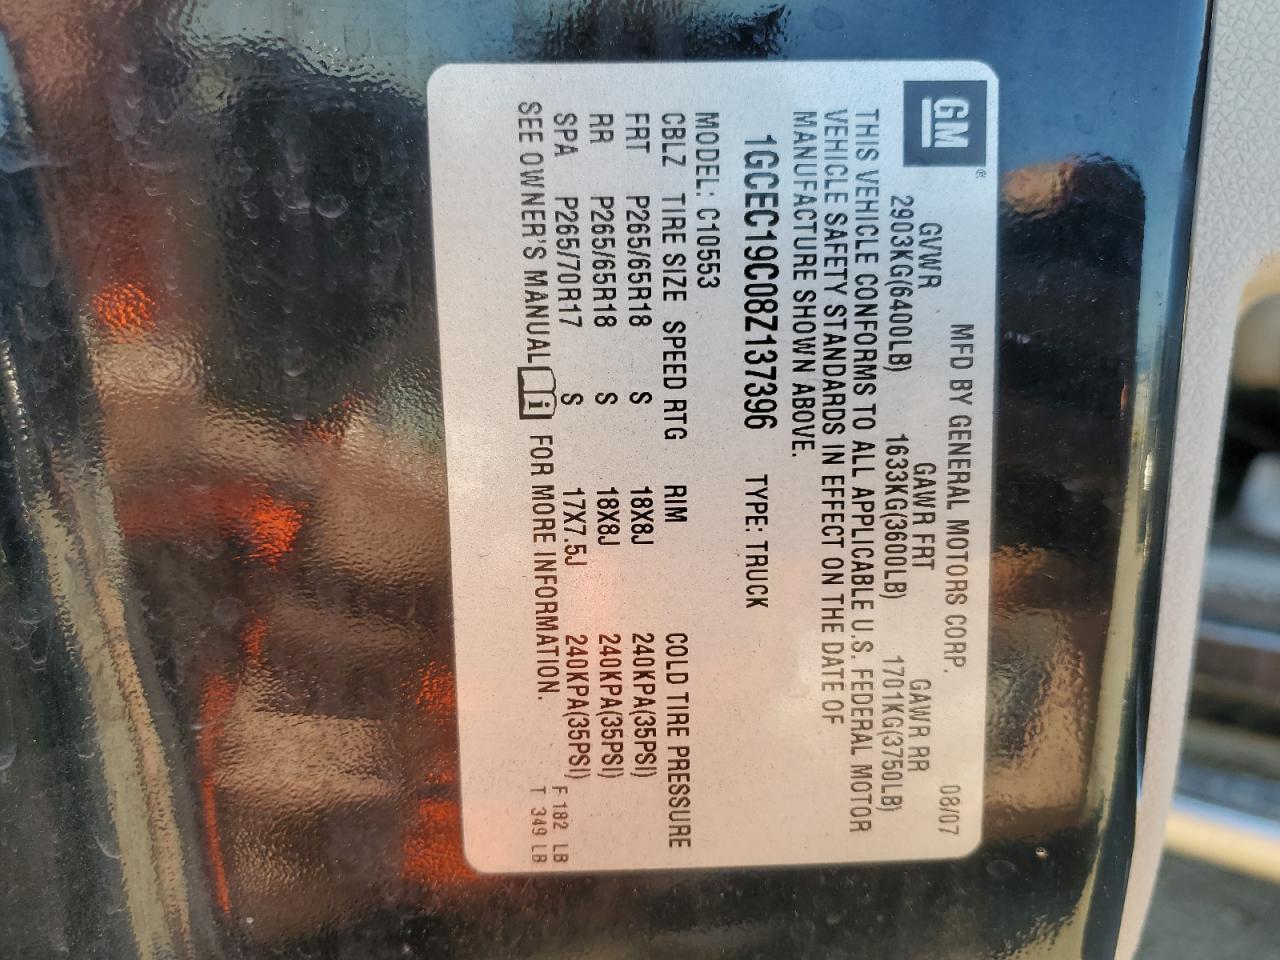 GM®
MFD BY GENERAL MOTORS CORP. 08/07
GVWR GAWR FRT GAWR RR
2903KG(6400LB) 1633KG(3600LB) 1701KG(3750LB)
THIS VEHICLE CONFORMS TO ALL APPLICABLE U.S. FEDERAL MOTOR
VEHICLE SAFETY STANDARDS IN EFFECT ON THE DATE OF
MANUFACTURE SHOWN ABOVE.
1GCEC19C08Z137396 TYPE: TRUCK
MODEL: C10553
CBLZ TIRE SIZE SPEED RTG RIM COLD TIRE PRESSURE
FRT P265/65R18 S 18X8J 240KPA(35PSI)
RR P265/65R18 S 18X8J 240KPA(35PSI)
SPA P265/70R17 S 17X7.5J 240KPA(35PSI) F 182 LB
SEE OWNER'S MANUAL i FOR MORE INFORMATION. T 349 LB